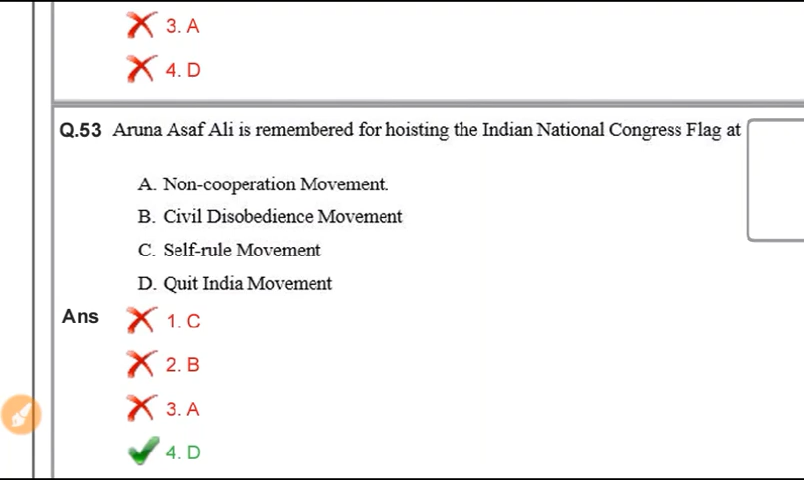 3. A
4. D
Q.53 Aruna Asaf Ali is remembered for hoisting the Indian National Congress Flag at
A. Non-cooperation Movement.
B. Civil Disobedience Movement
C. Self-rule Movement
D. Quit India Movement
Ans 1. C
2. B
3. A
4. D